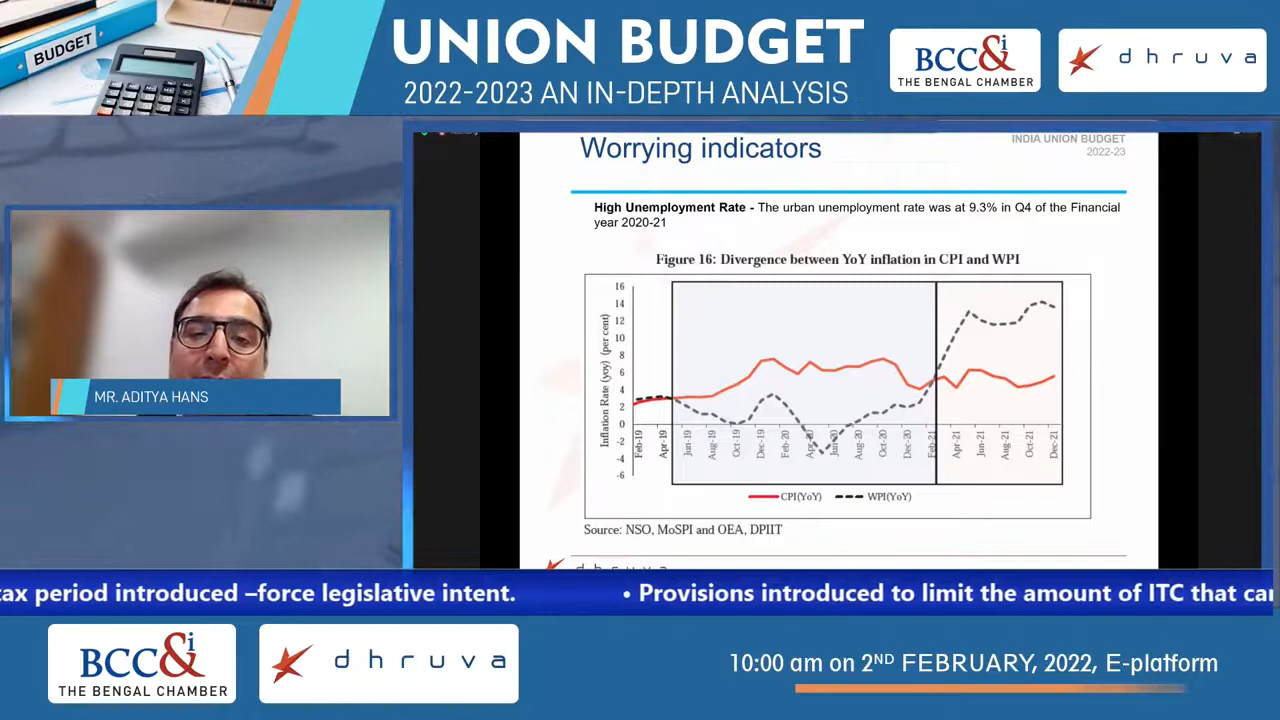 BUDGET
UNION BUDGET
2022-2023 AN IN-DEPTH ANALYSIS
BCC&i
THE BENGAL CHAMBER
dhruva
Worrying indicators
INDIA UNION BUDGET
2022-23
High Unemployment Rate - The urban unemployment rate was at 9.3% in Q4 of the Financial
year 2020-21
Figure 16: Divergence between YoY inflation in CPI and WPI
Inflation Rate (yoy) (per cent)
16
14
12
10
8
6
4
2
0
-2
-4
-6
Feb-19
Apr-19
Jun-19
Aug-19
Oct-19
Dec-19
Feb-20
Apr-20
Jun-20
Aug-20
Oct-20
Dec-20
Feb-21
Apr-21
Jun-21
Aug-21
Oct-21
Dec-21
CPI(YoY)
WPI(YoY)
Source: NSO, MoSPI and OEA, DPIIT
dhruva
MR. ADITYA HANS
tax period introduced –force legislative intent.
• Provisions introduced to limit the amount of ITC that
BCC&i
THE BENGAL CHAMBER
dhruva
10:00 am on 2ND FEBRUARY, 2022, E-platform